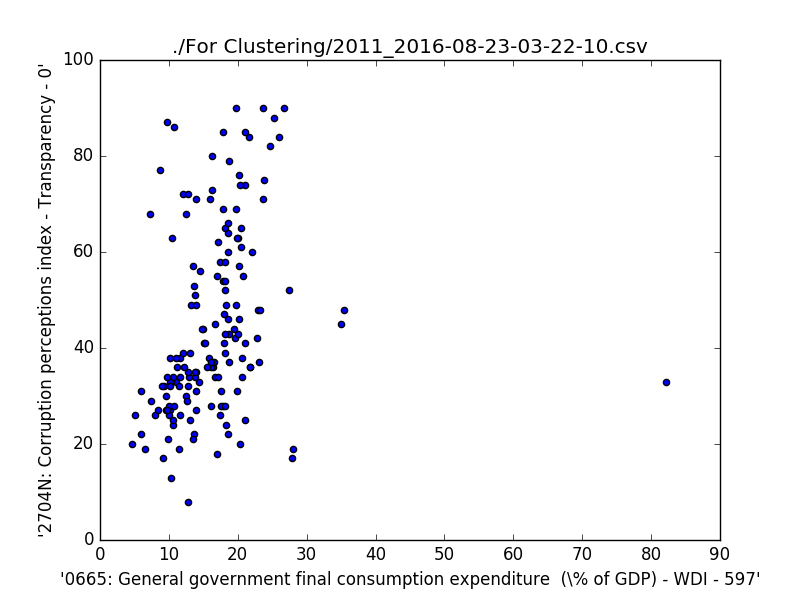 ./For Clustering/2011_2016-08-23-03-22-10.csv
100
80
60
40
20
0
'2704N: Corruption perceptions index - Transparency - 0'
0 10 20 30 40 50 60 70 80 90
'0665: General government final consumption expenditure  (\% of GDP) - WDI - 597'